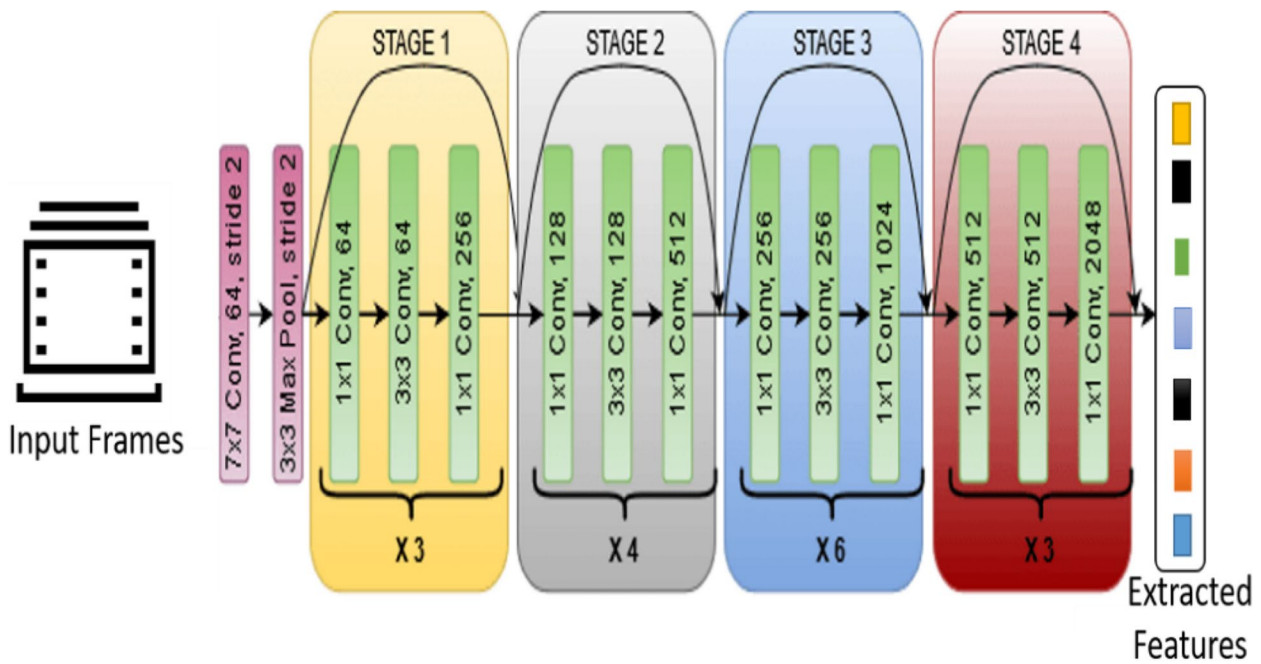 Input Frames
7x7 Conv, 64, stride 2
3x3 Max Pool, stride 2
STAGE 1
1x1 Conv, 64
3x3 Conv, 64
1x1 Conv, 256
X 3
STAGE 2
1x1 Conv, 128
3x3 Conv, 128
1x1 Conv, 512
X 4
STAGE 3
1x1 Conv, 256
3x3 Conv, 256
1x1 Conv, 1024
X 6
STAGE 4
1x1 Conv, 512
3x3 Conv, 512
1x1 Conv, 2048
X 3
Extracted
Features